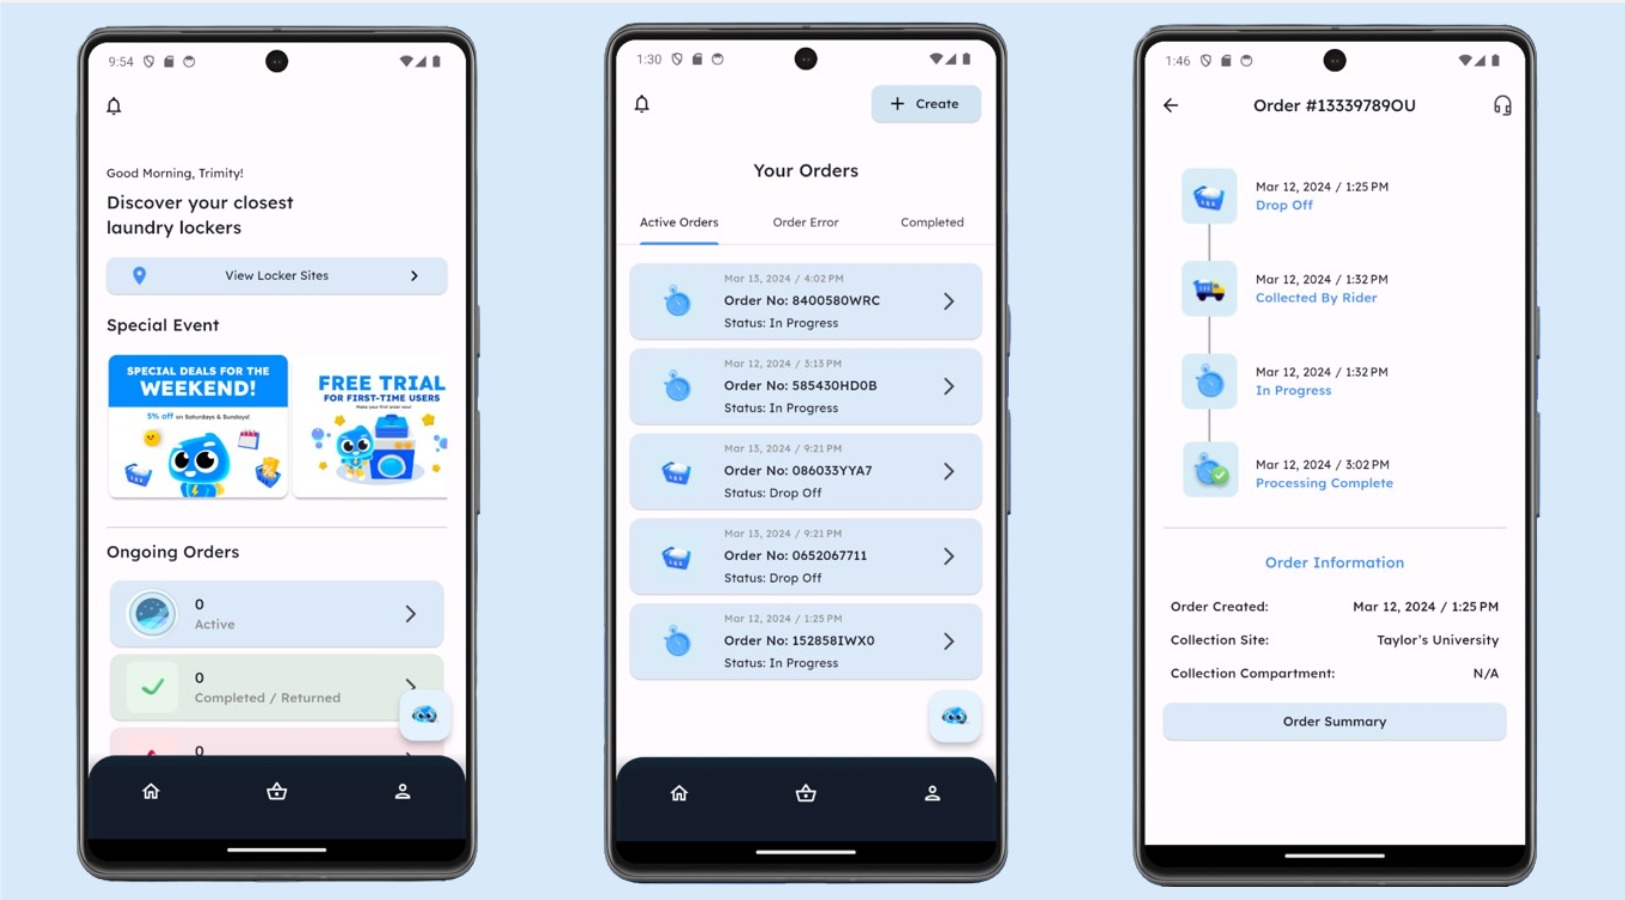 9:54
Good Morning, Trimity!
Discover your closest
laundry lockers
View Locker Sites
Special Event
SPECIAL DEALS FOR THE
WEEKEND!
5% off on Saturdays & Sundays!
FREE TRIAL
FOR FIRST-TIME USERS
Make your first order now!
Ongoing Orders
0
Active
0
Completed / Returned
0
1:30
+ Create
Your Orders
Active Orders
Order Error
Completed
Mar 13, 2024 / 4:02 PM
Order No: 8400580WRC
Status: In Progress
Mar 12, 2024 / 3:13 PM
Order No: 585430HD0B
Status: In Progress
Mar 13, 2024 / 9:21 PM
Order No: 086033YYA7
Status: Drop Off
Mar 13, 2024 / 9:21 PM
Order No: 0652067711
Status: Drop Off
Mar 12, 2024 / 1:25 PM
Order No: 152858IWX0
Status: In Progress
1:46
Order #13339789OU
Mar 12, 2024 / 1:25 PM
Drop Off
Mar 12, 2024 / 1:32 PM
Collected By Rider
Mar 12, 2024 / 1:32 PM
In Progress
Mar 12, 2024 / 3:02 PM
Processing Complete
Order Information
Order Created: Mar 12, 2024 / 1:25 PM
Collection Site: Taylor's University
Collection Compartment: N/A
Order Summary